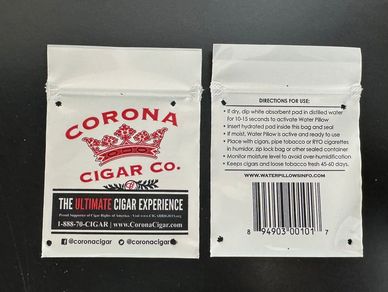 CORONA
CIGAR CO.
THE ULTIMATE CIGAR EXPERIENCE
Proud Supporter of Cigar Rights of America. Visit www.CIGARRIGHTS.org
1-888-70-CIGAR | www.CoronaCigar.com
@coronacigar @coronacigar
DIRECTIONS FOR USE:
• If dry, dip white absorbent pad in distilled water
for 10-15 seconds to activate Water Pillow
• Insert hydrated pad inside this bag and seal
• If moist, Water Pillow is active and ready to use
• Place with cigars, pipe tobacco or RYO cigarettes
in humidor, zip lock bag or other sealed container
• Monitor moisture level to avoid over-humidification
• Keeps cigan and loose tobacco fresh 45-60 days.
WWW.WATERPILLOWSINFO.COM
8 94903 00101 7